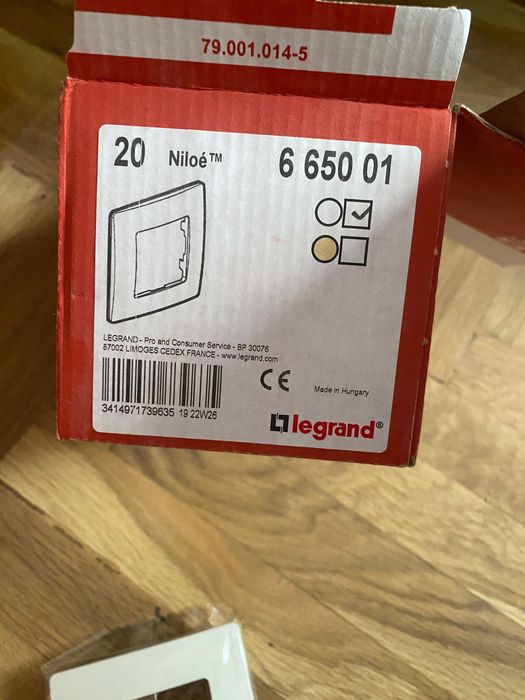 79.001.014-5
20 Niloé™ 6 650 01
LEGRAND - Pro and Consumer Service - BP 30076
87002 LIMOGES CEDEX FRANCE - www.legrand.com
CE Made in Hungary
3414971739635 19 22W26
legrand®